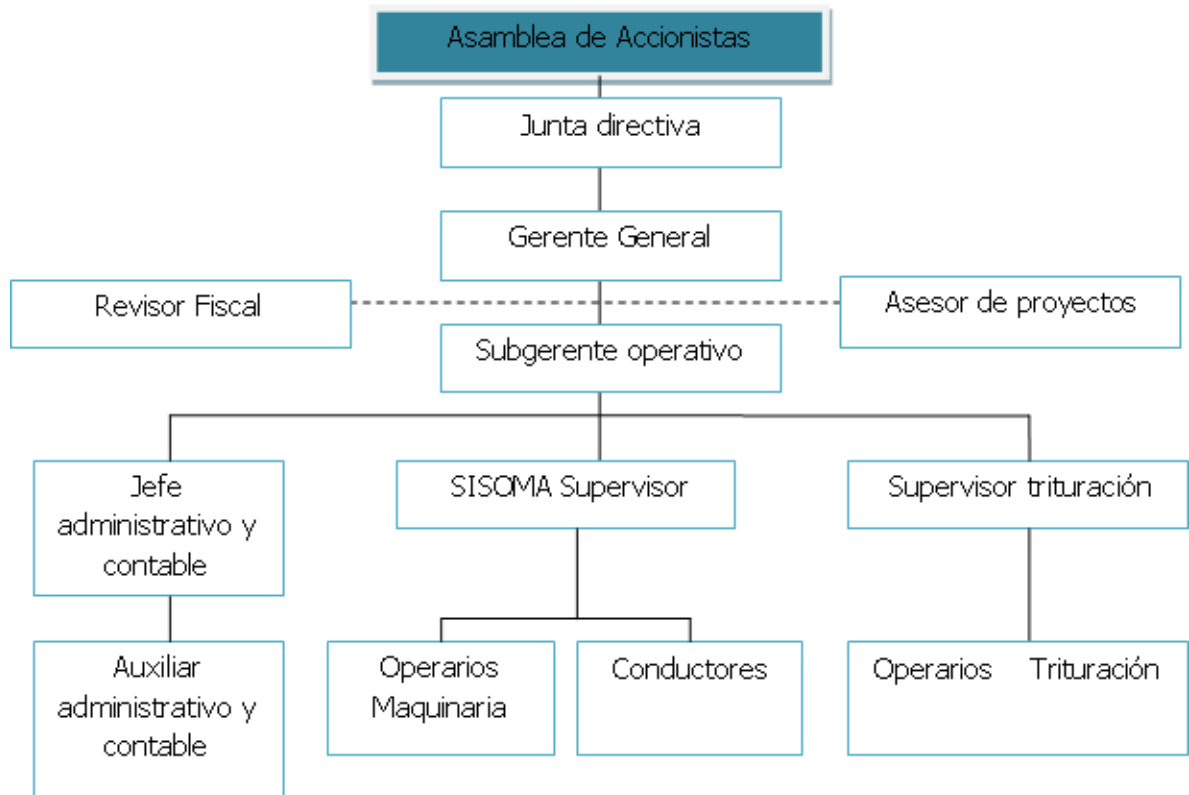 Asamblea de Accionistas
Junta directiva
Gerente General
Revisor Fiscal
Asesor de proyectos
Subgerente operativo
Jefe
administrativo y
contable
SISOMA Supervisor
Supervisor trituración
Auxiliar
administrativo y
contable
Operarios
Maquinaria
Conductores
Operarios Trituración